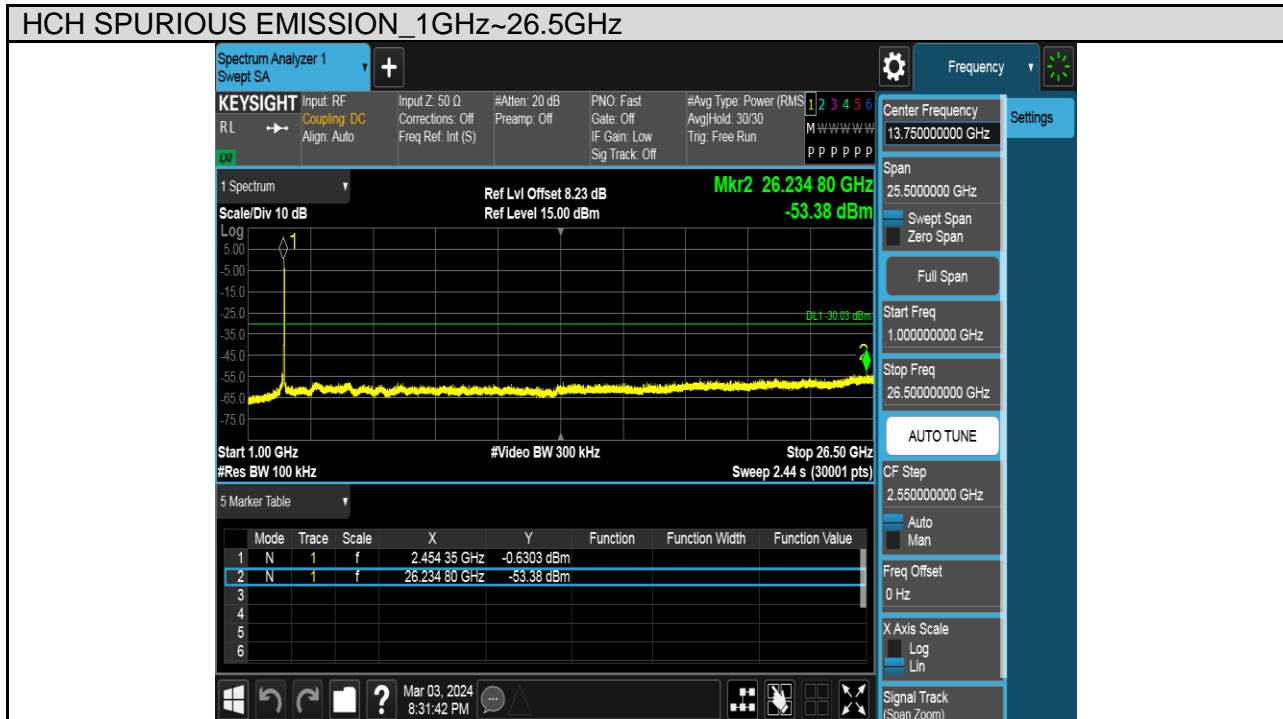 HCH SPURIOUS EMISSION_1GHz~26.5GHz
Spectrum Analyzer 1
Swept SA
+
Frequency
KEYSIGHT
RL
LXI
Input: RF
Coupling: DC
Align: Auto
Input Z: 50 Ω
Corrections: Off
Freq Ref: Int (S)
#Atten: 20 dB
Preamp: Off
PNO: Fast
Gate: Off
IF Gain: Low
Sig Track: Off
#Avg Type: Power (RMS
Avg|Hold: 30/30
Trig: Free Run
1 2 3 4 5 6
M W W W W W
P P P P P P
1 Spectrum
Scale/Div 10 dB
Ref Lvl Offset 8.23 dB
Ref Level 15.00 dBm
Mkr2 26.234 80 GHz
-53.38 dBm
Log
5.00
-5.00
-15.0
-25.0
-35.0
-45.0
-55.0
-65.0
-75.0
1
DL1 -30.03 dBm
2
Start 1.00 GHz
#Video BW 300 kHz
Stop 26.50 GHz
#Res BW 100 kHz
Sweep 2.44 s (30001 pts)
5 Marker Table
Mode Trace Scale X Y Function Function Width Function Value
1 N 1 f 2.454 35 GHz -0.6303 dBm
2 N 1 f 26.234 80 GHz -53.38 dBm
3
4
5
6
Center Frequency
13.750000000 GHz
Settings
Span
25.5000000 GHz
Swept Span
Zero Span
Full Span
Start Freq
1.000000000 GHz
Stop Freq
26.500000000 GHz
AUTO TUNE
CF Step
2.550000000 GHz
Auto
Man
Freq Offset
0 Hz
X Axis Scale
Log
Lin
Signal Track
(Span Zoom)
?
Mar 03, 2024
8:31:42 PM